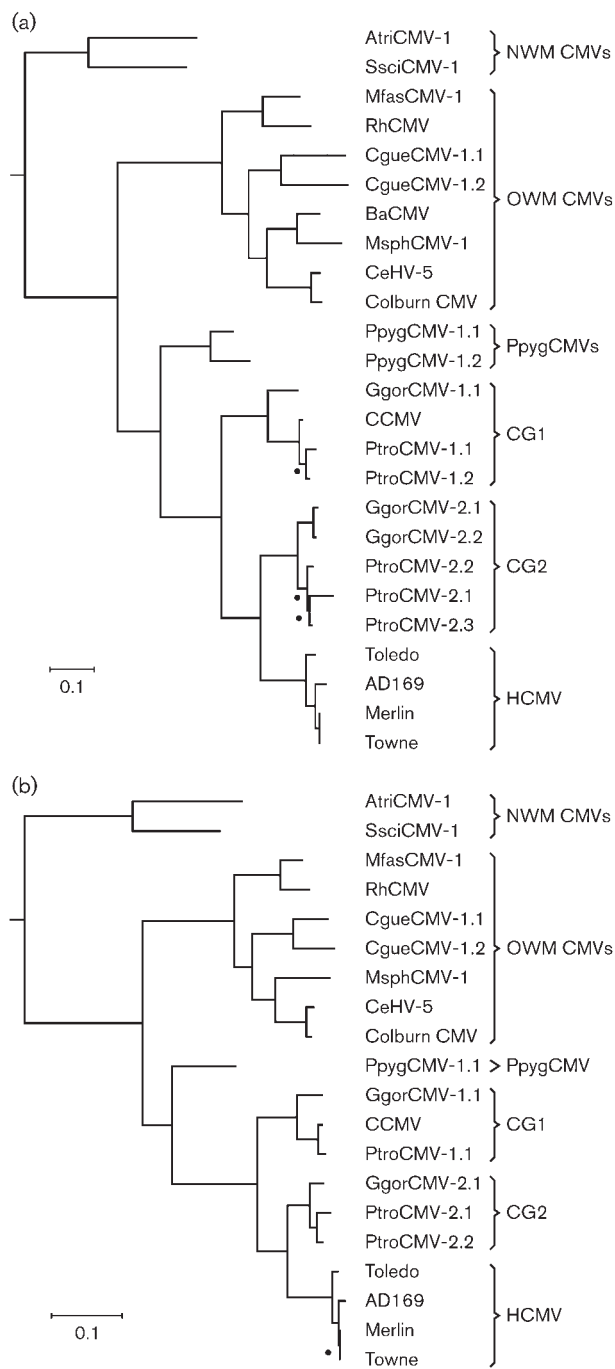 (a)
AtriCMV-1
SsciCMV-1
NWM CMVs
MfasCMV-1
RhCMV
CgueCMV-1.1
CgueCMV-1.2
BaCMV
MsphCMV-1
CeHV-5
Colburn CMV
OWM CMVs
PpygCMV-1.1
PpygCMV-1.2
PpygCMVs
GgorCMV-1.1
CCMV
PtroCMV-1.1
PtroCMV-1.2
CG1
GgorCMV-2.1
GgorCMV-2.2
PtroCMV-2.2
PtroCMV-2.1
PtroCMV-2.3
CG2
Toledo
AD169
Merlin
Towne
HCMV
0.1
(b)
AtriCMV-1
SsciCMV-1
NWM CMVs
MfasCMV-1
RhCMV
CgueCMV-1.1
CgueCMV-1.2
MsphCMV-1
CeHV-5
Colburn CMV
OWM CMVs
PpygCMV-1.1
PpygCMV
GgorCMV-1.1
CCMV
PtroCMV-1.1
CG1
GgorCMV-2.1
PtroCMV-2.1
PtroCMV-2.2
CG2
Toledo
AD169
Merlin
Towne
HCMV
0.1